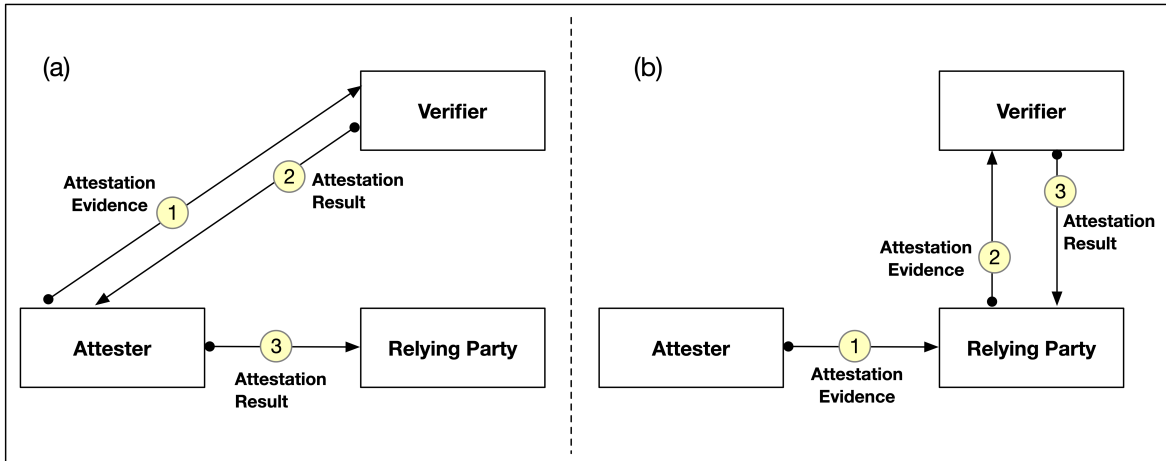 (a)
Verifier
Attestation
Evidence
1
2
Attestation
Result
Attester
3
Relying Party
Attestation
Result
(b)
Verifier
3
Attestation
Result
Attestation
Evidence
2
Attester
1
Relying Party
Attestation
Evidence